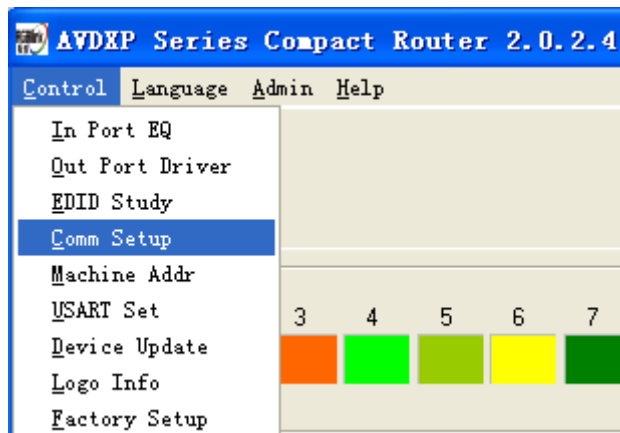 AVDXP Series Compact Router 2.0.2.4
Control Language Admin Help
In Port EQ
Out Port Driver
EDID Study
Comm Setup
Machine Addr
USART Set
3 4 5 6 7
Device Update
Logo Info
Factory Setup